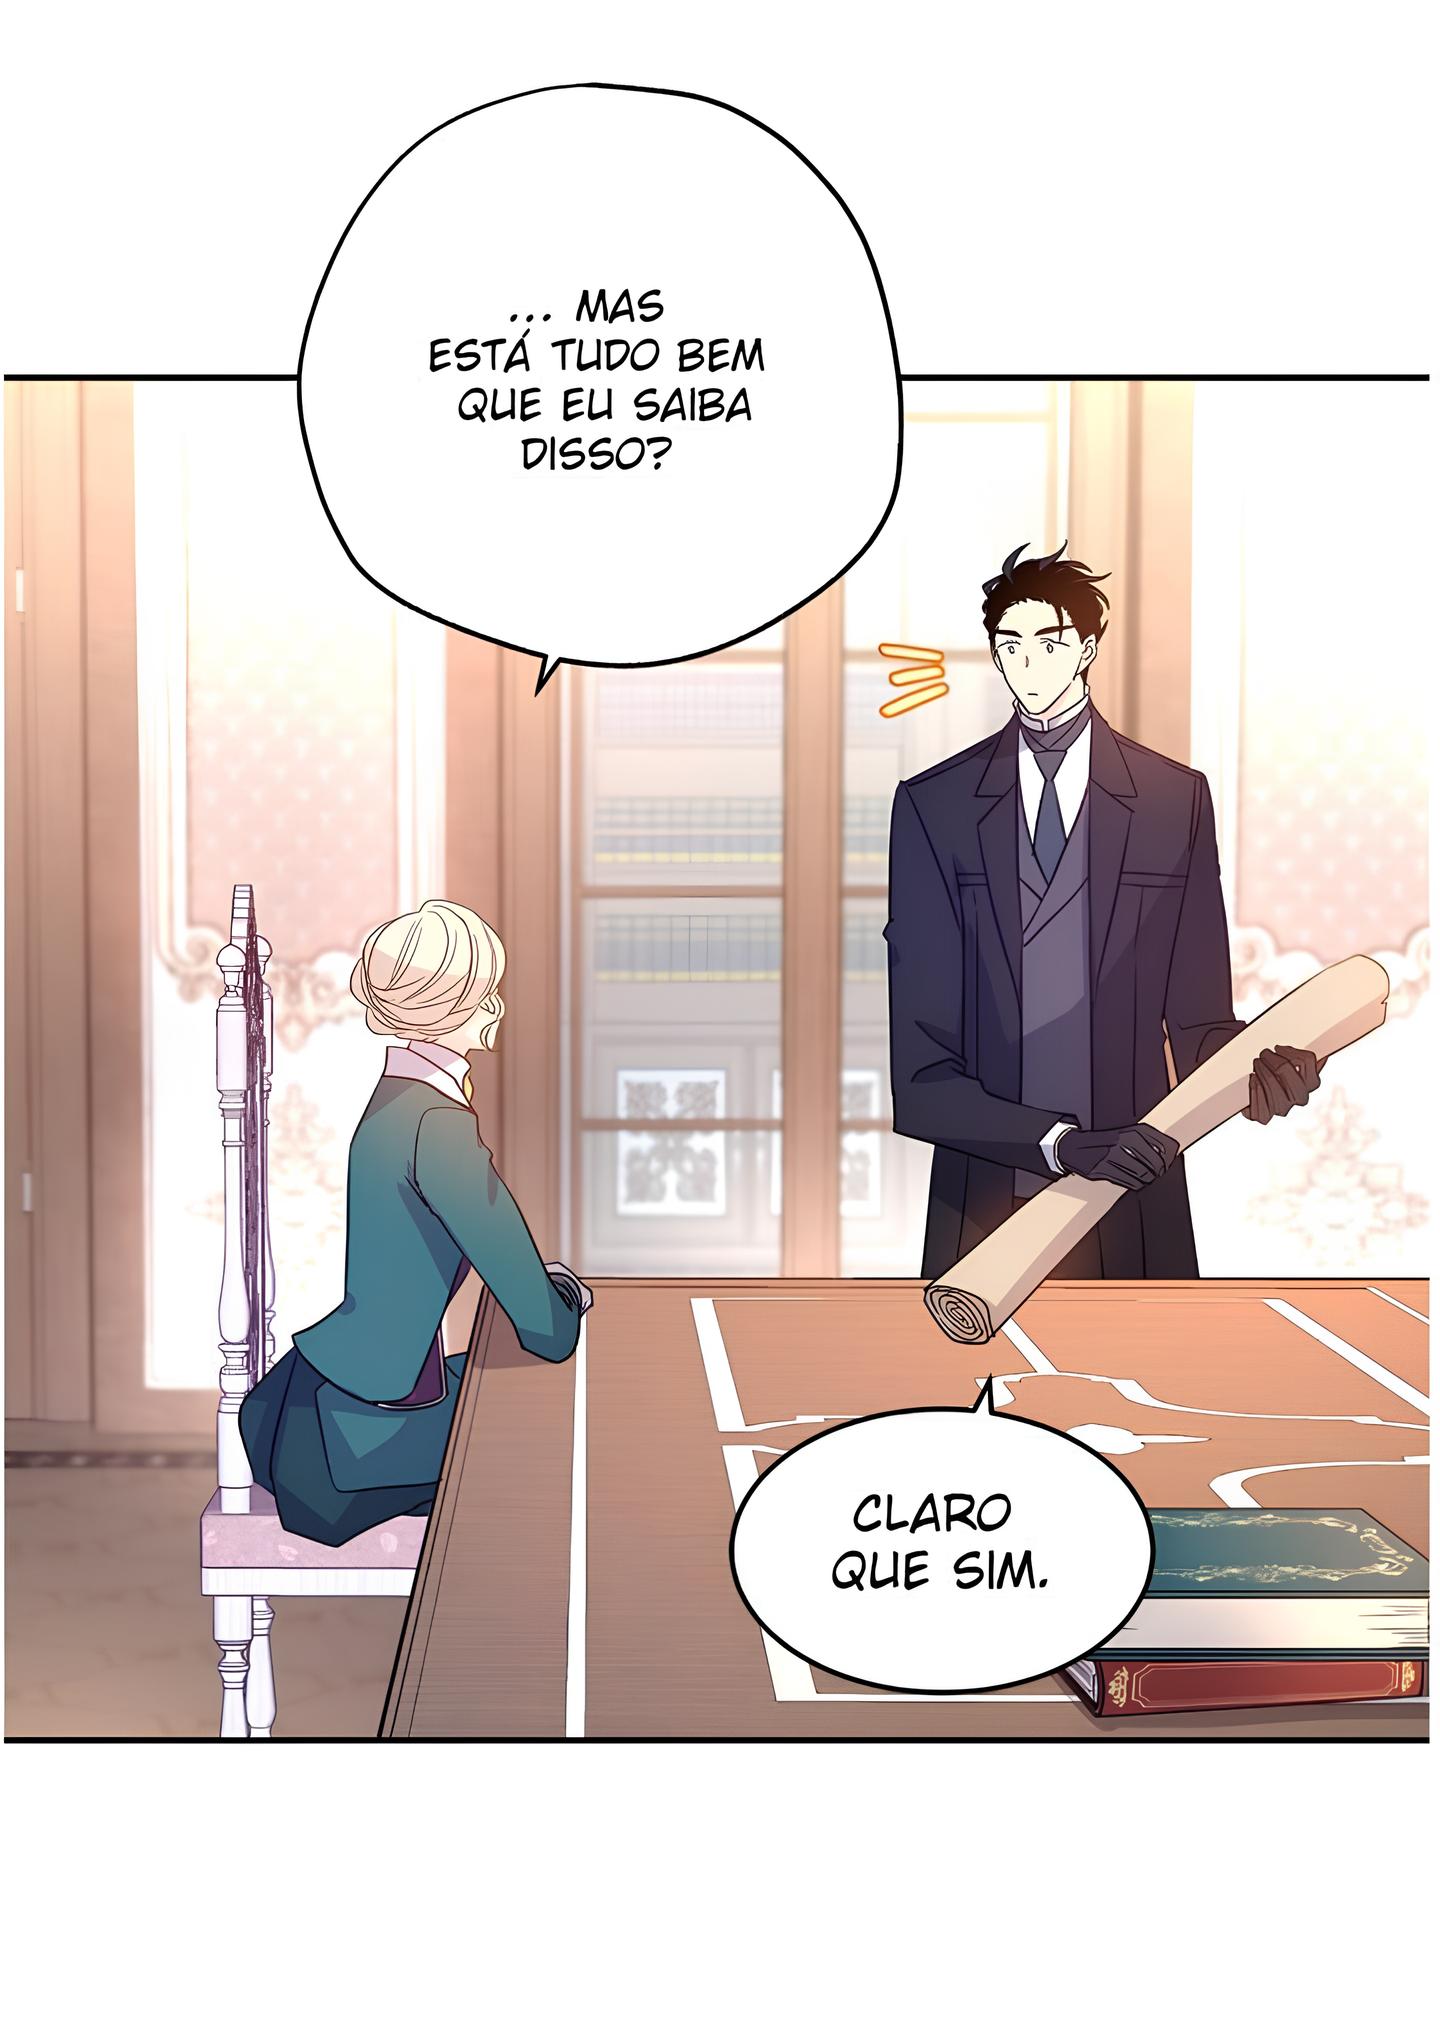 ... MAS
ESTÁ TUDO BEM
QUE EU SAIBA
DISSO?
CLARO
QUE SIM.